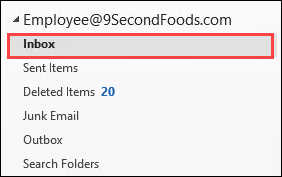 Employee@9SecondFoods.com
Inbox
Sent Items
Deleted Items 20
Junk Email
Outbox
Search Folders